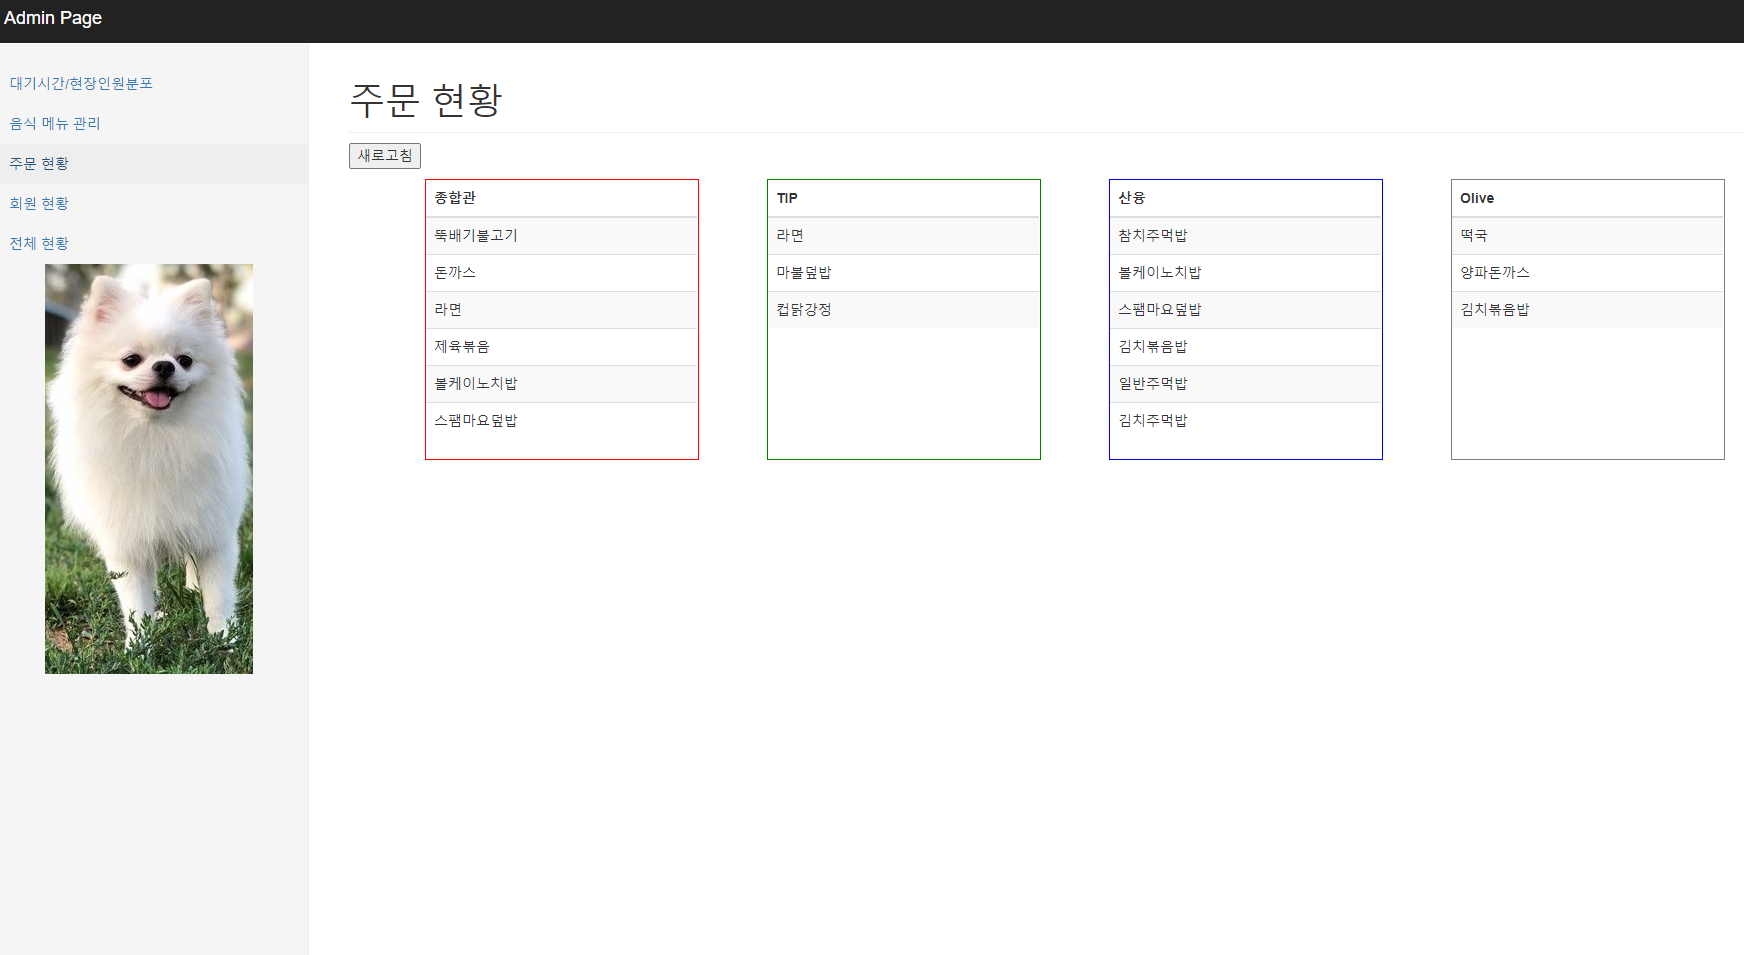 Admin Page
대기시간/현장인원분포
음식 메뉴 관리
주문 현황
회원 현황
전체 현황
주문 현황
새로고침
종합관
뚝배기불고기
돈까스
라면
제육볶음
볼케이노치밥
스팸마요덮밥
TIP
라면
마불덮밥
컵닭강정
산융
참치주먹밥
볼케이노치밥
스팸마요덮밥
김치볶음밥
일반주먹밥
김치주먹밥
Olive
떡국
양파돈까스
김치볶음밥